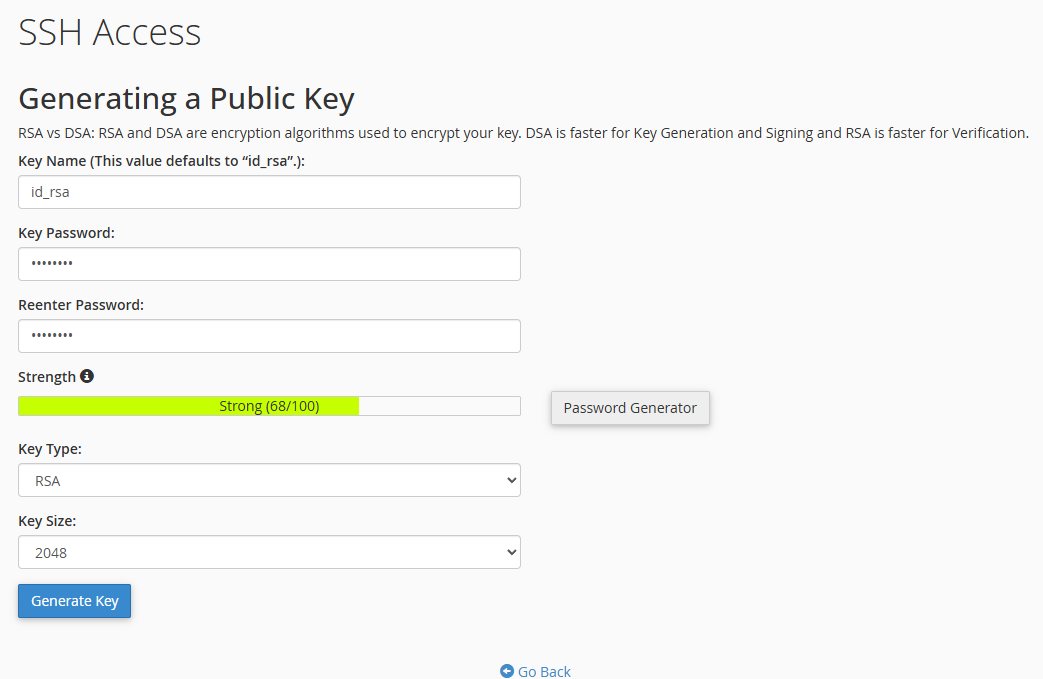 SSH Access
Generating a Public Key
RSA vs DSA: RSA and DSA are encryption algorithms used to encrypt your key. DSA is faster for Key Generation and Signing and RSA is faster for Verification.
Key Name (This value defaults to “id_rsa”.):
id_rsa
Key Password:
••••••••
Reenter Password:
••••••••
Strength
Strong (68/100)
Password Generator
Key Type:
RSA
Key Size:
2048
Generate Key
Go Back